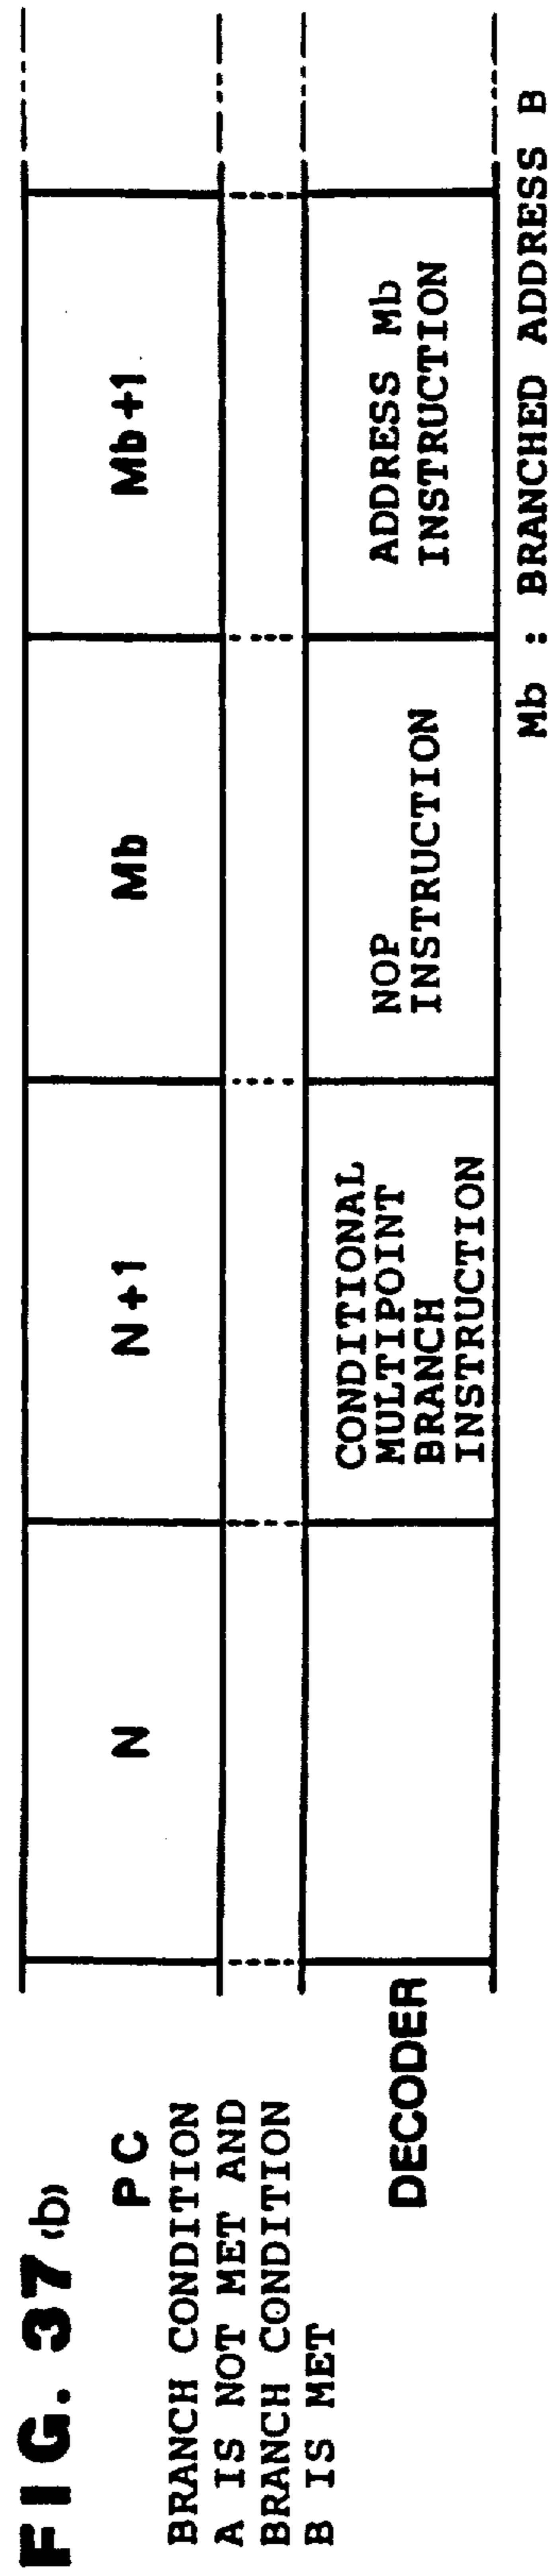 FIG. 37 (b)
PC
N
N+1
Mb
Mb+1
BRANCH CONDITION
A IS NOT MET AND
BRANCH CONDITION
B IS MET
DECODER
CONDITIONAL
MULTIPOINT
BRANCH
INSTRUCTION
NOP
INSTRUCTION
ADDRESS Mb
INSTRUCTION
Mb : BRANCHED ADDRESS B